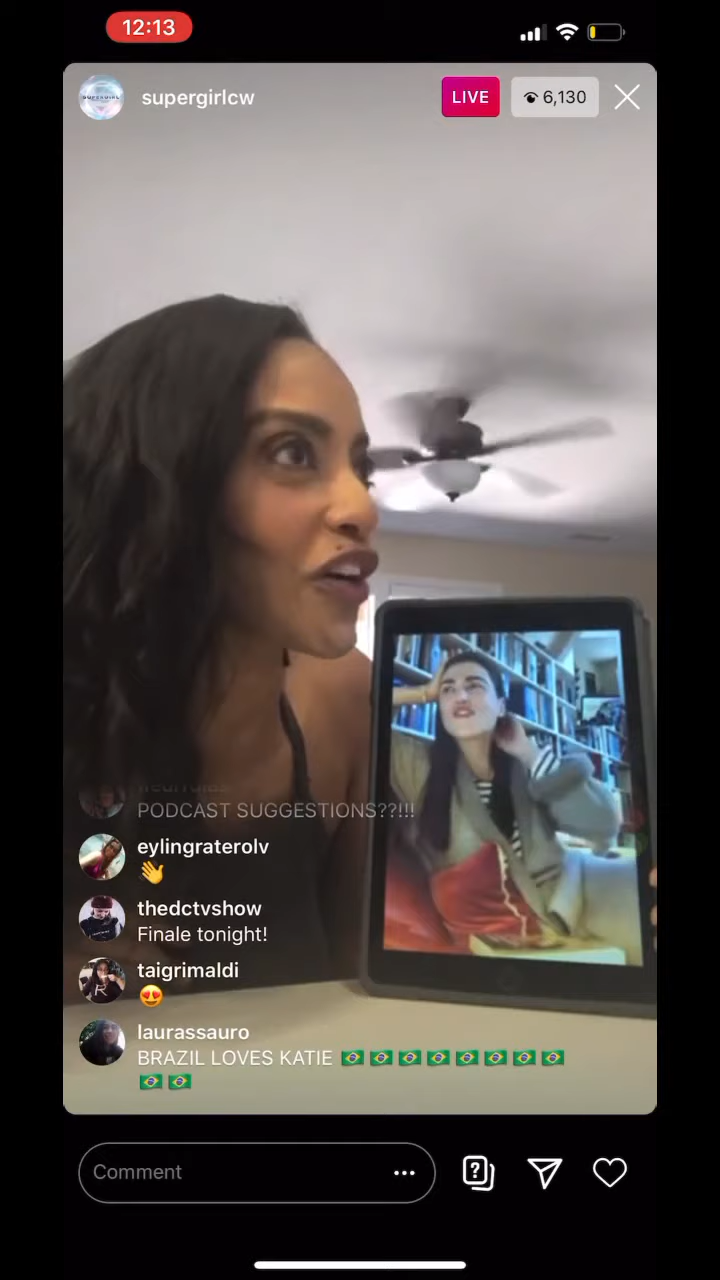 12:13
supergirlcw
LIVE
6,130
PODCAST SUGGESTIONS??!!!
eylingraterolv
👋
thedctvshow
Finale tonight!
taigrimaldi
😍
laurassauro
BRAZIL LOVES KATIE 🇧🇷🇧🇷🇧🇷🇧🇷🇧🇷🇧🇷🇧🇷🇧🇷
🇧🇷🇧🇷
Comment